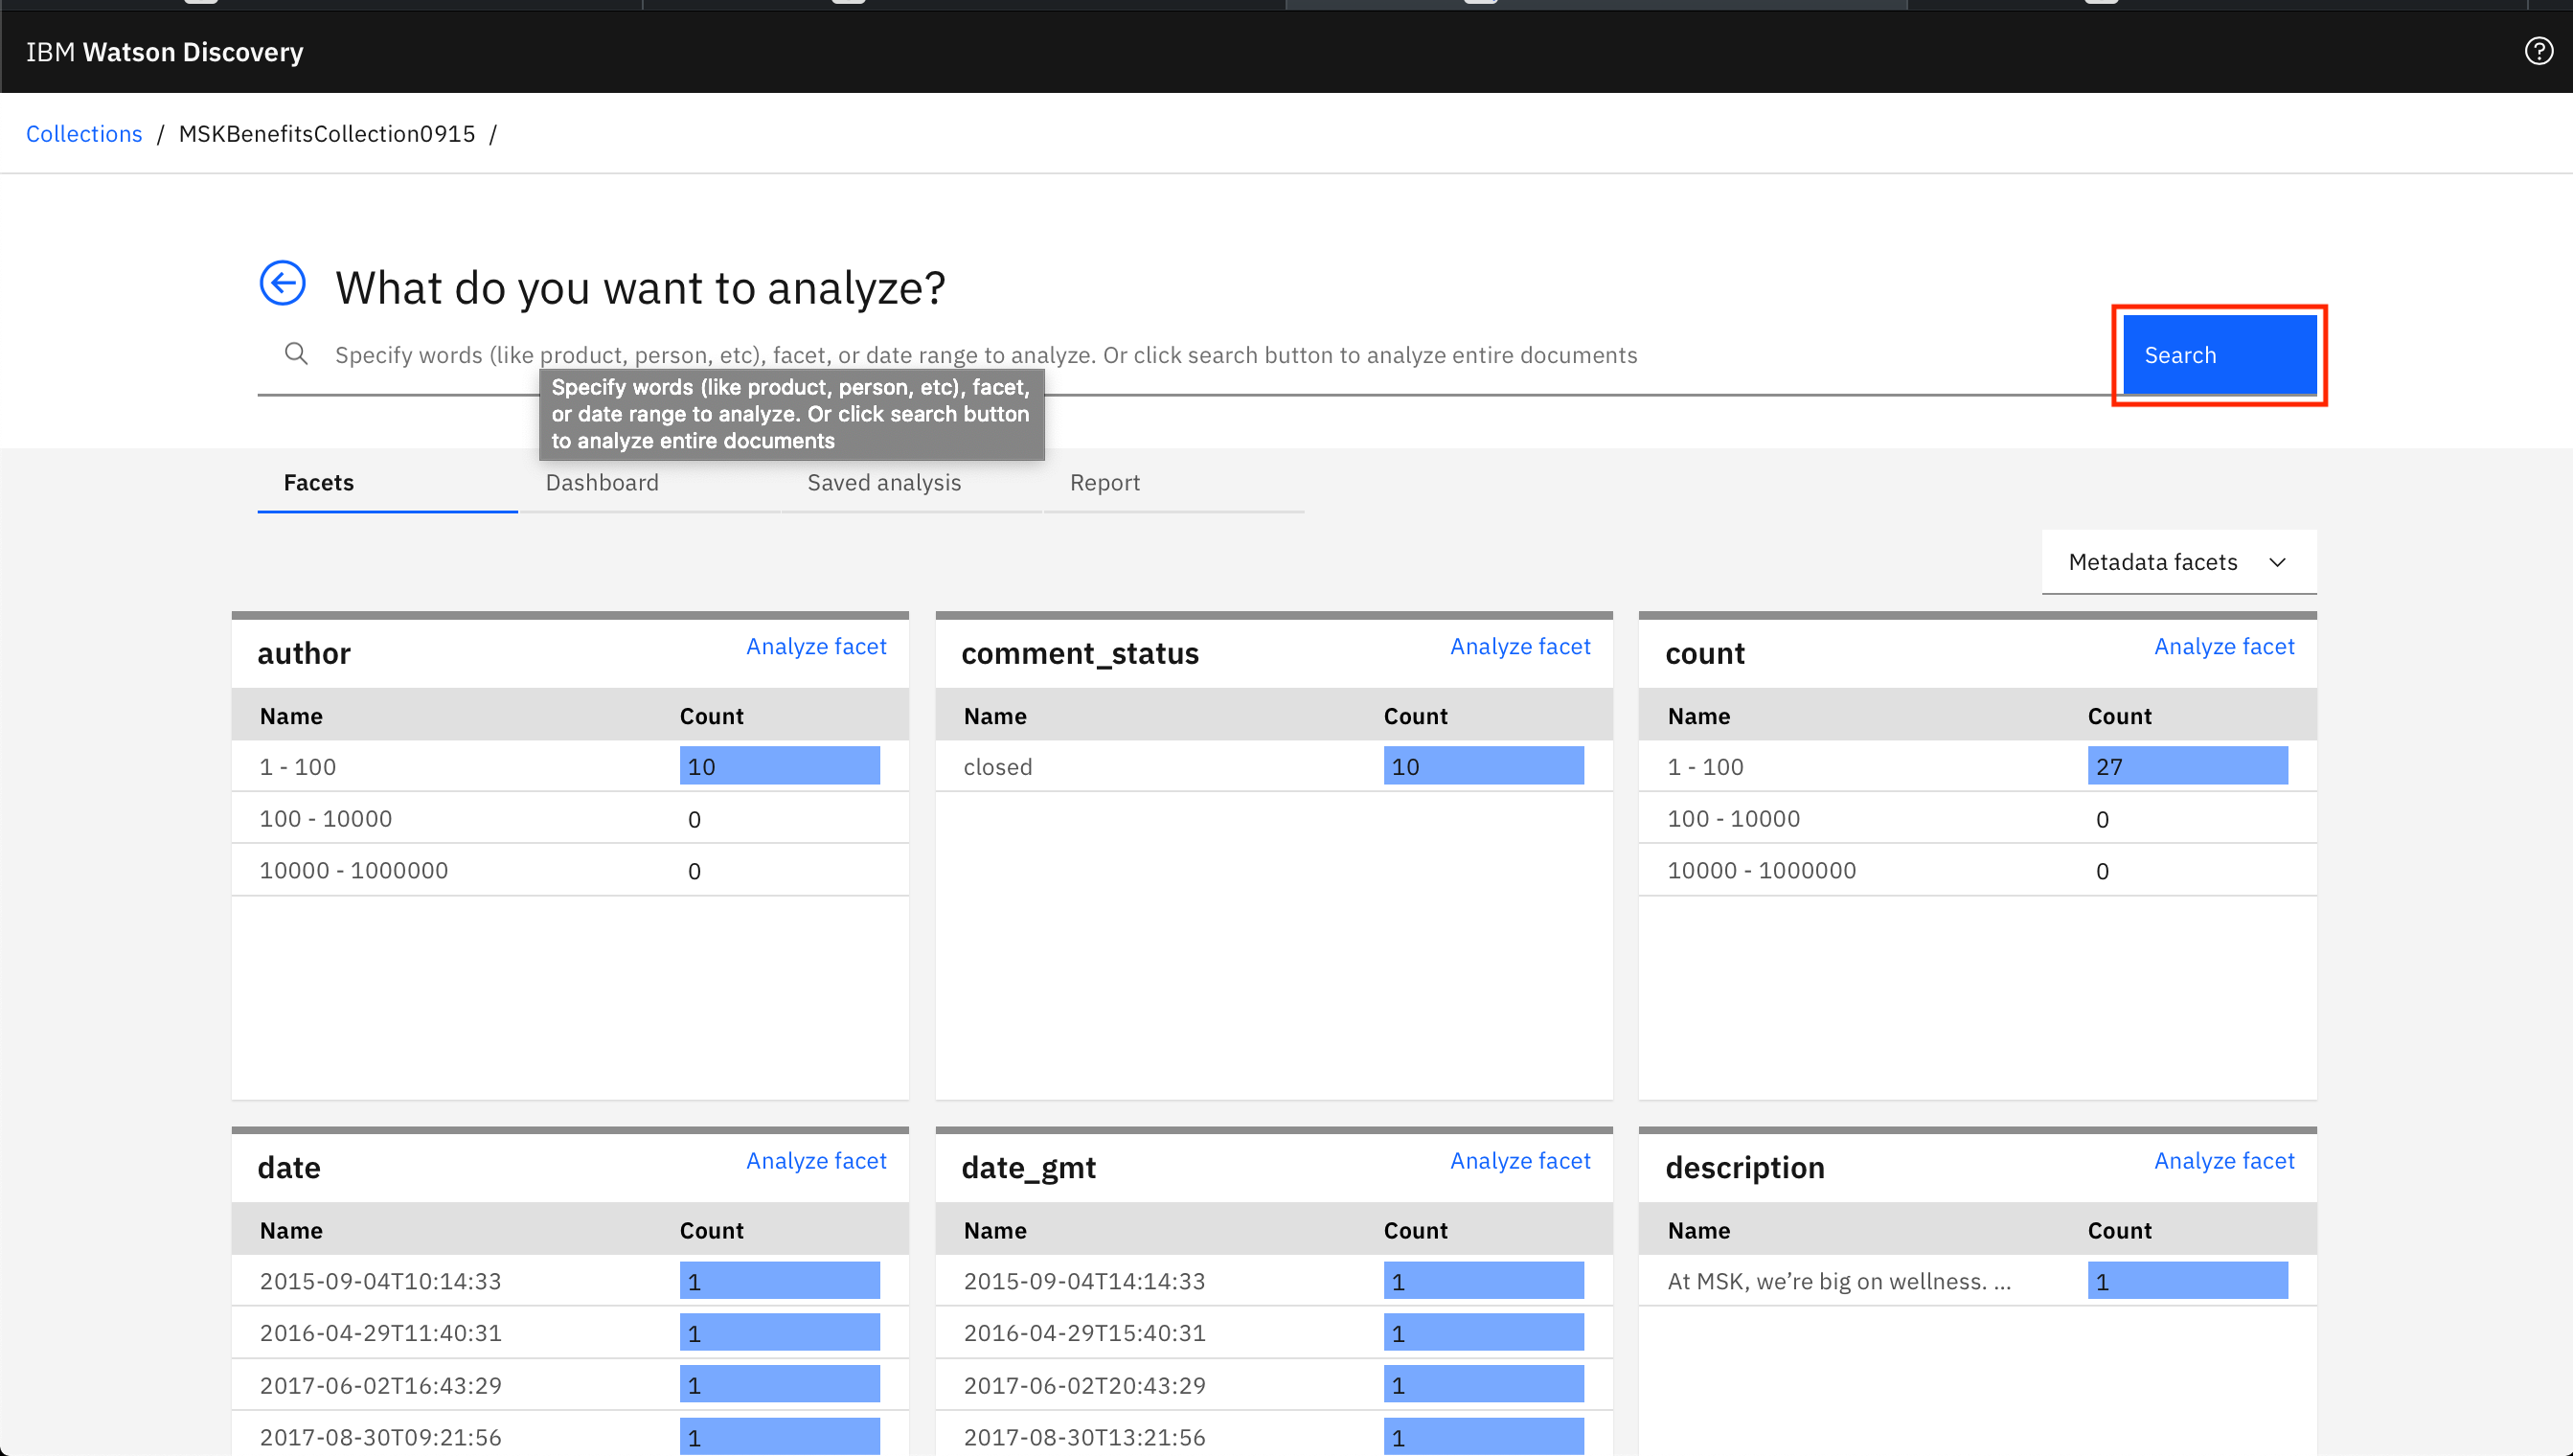 IBM Watson Discovery
Collections / MSKBenefitsCollection0915 /
What do you want to analyze?
Specify words (like product, person, etc), facet, or date range to analyze. Or click search button to analyze entire documents
Search
Specify words (like product, person, etc), facet,
or date range to analyze. Or click search button
to analyze entire documents
Facets Dashboard Saved analysis Report
Metadata facets
author Analyze facet
Name Count
1 - 100 10
100 - 10000 0
10000 - 1000000 0
comment_status Analyze facet
Name Count
closed 10
count Analyze facet
Name Count
1 - 100 27
100 - 10000 0
10000 - 1000000 0
date Analyze facet
Name Count
2015-09-04T10:14:33 1
2016-04-29T11:40:31 1
2017-06-02T16:43:29 1
2017-08-30T09:21:56 1
date_gmt Analyze facet
Name Count
2015-09-04T14:14:33 1
2016-04-29T15:40:31 1
2017-06-02T20:43:29 1
2017-08-30T13:21:56 1
description Analyze facet
Name Count
At MSK, we’re big on wellness. ... 1